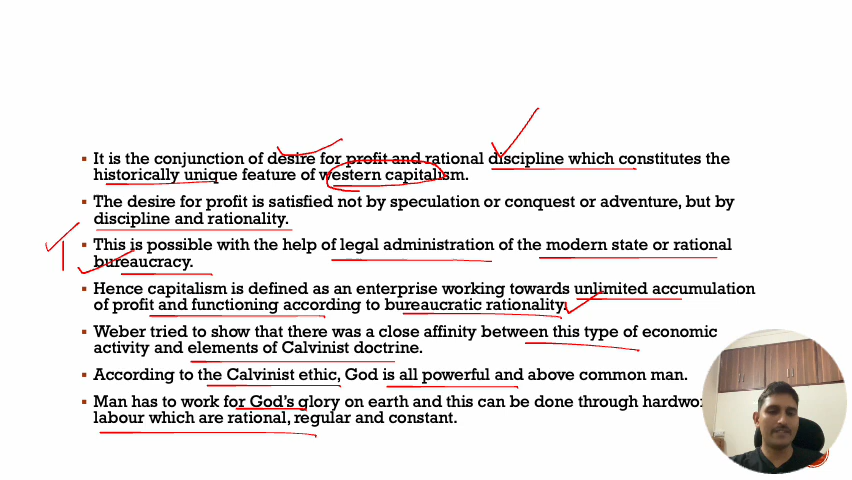 It is the conjunction of desire for profit and rational discipline which constitutes the
historically unique feature of western capitalism.
The desire for profit is satisfied not by speculation or conquest or adventure, but by
discipline and rationality.
This is possible with the help of legal administration of the modern state or rational
bureaucracy.
Hence capitalism is defined as an enterprise working towards unlimited accumulation
of profit and functioning according to bureaucratic rationality.
Weber tried to show that there was a close affinity between this type of economic
activity and elements of Calvinist doctrine.
According to the Calvinist ethic, God is all powerful and above common man.
Man has to work for God's glory on earth and this can be done through
labour which are rational, regular and constant.